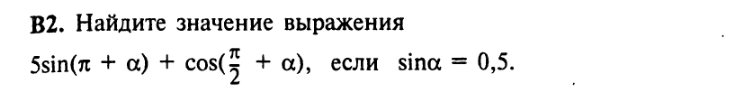 В2. Найдите значение выражения
5sin(π + α) + cos(π/2 + α), если sinα = 0,5.